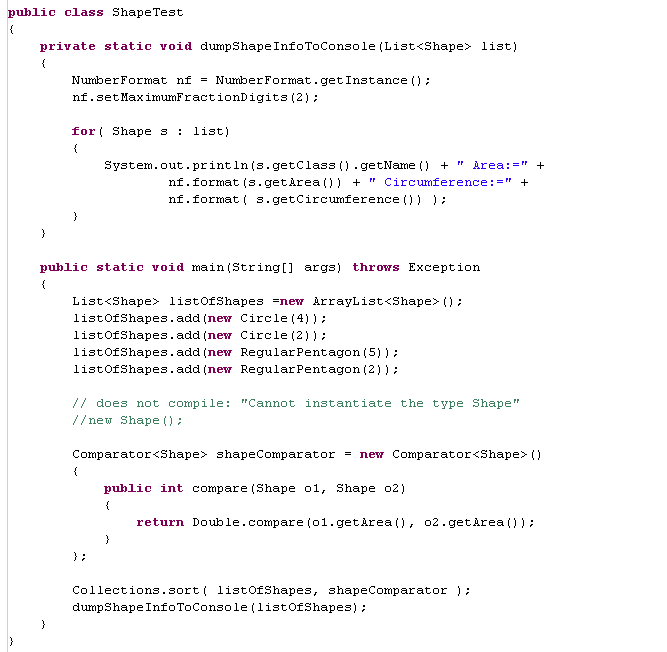 public class ShapeTest
{
    private static void dumpShapeInfoToConsole(List<Shape> list)
    {
        NumberFormat nf = NumberFormat.getInstance();
        nf.setMaximumFractionDigits(2);

        for( Shape s : list)
        {
            System.out.println(s.getClass().getName() + " Area:=" +
                    nf.format(s.getArea()) + " Circumference:=" +
                    nf.format( s.getCircumference()) );
        }
    }

    public static void main(String[] args) throws Exception
    {
        List<Shape> listOfShapes =new ArrayList<Shape>();
        listOfShapes.add(new Circle(4));
        listOfShapes.add(new Circle(2));
        listOfShapes.add(new RegularPentagon(5));
        listOfShapes.add(new RegularPentagon(2));

        // does not compile: "Cannot instantiate the type Shape"
        //new Shape();

        Comparator<Shape> shapeComparator = new Comparator<Shape>()
        {
            public int compare(Shape o1, Shape o2)
            {
                return Double.compare(o1.getArea(), o2.getArea());
            }
        };

        Collections.sort( listOfShapes, shapeComparator );
        dumpShapeInfoToConsole(listOfShapes);
    }
}